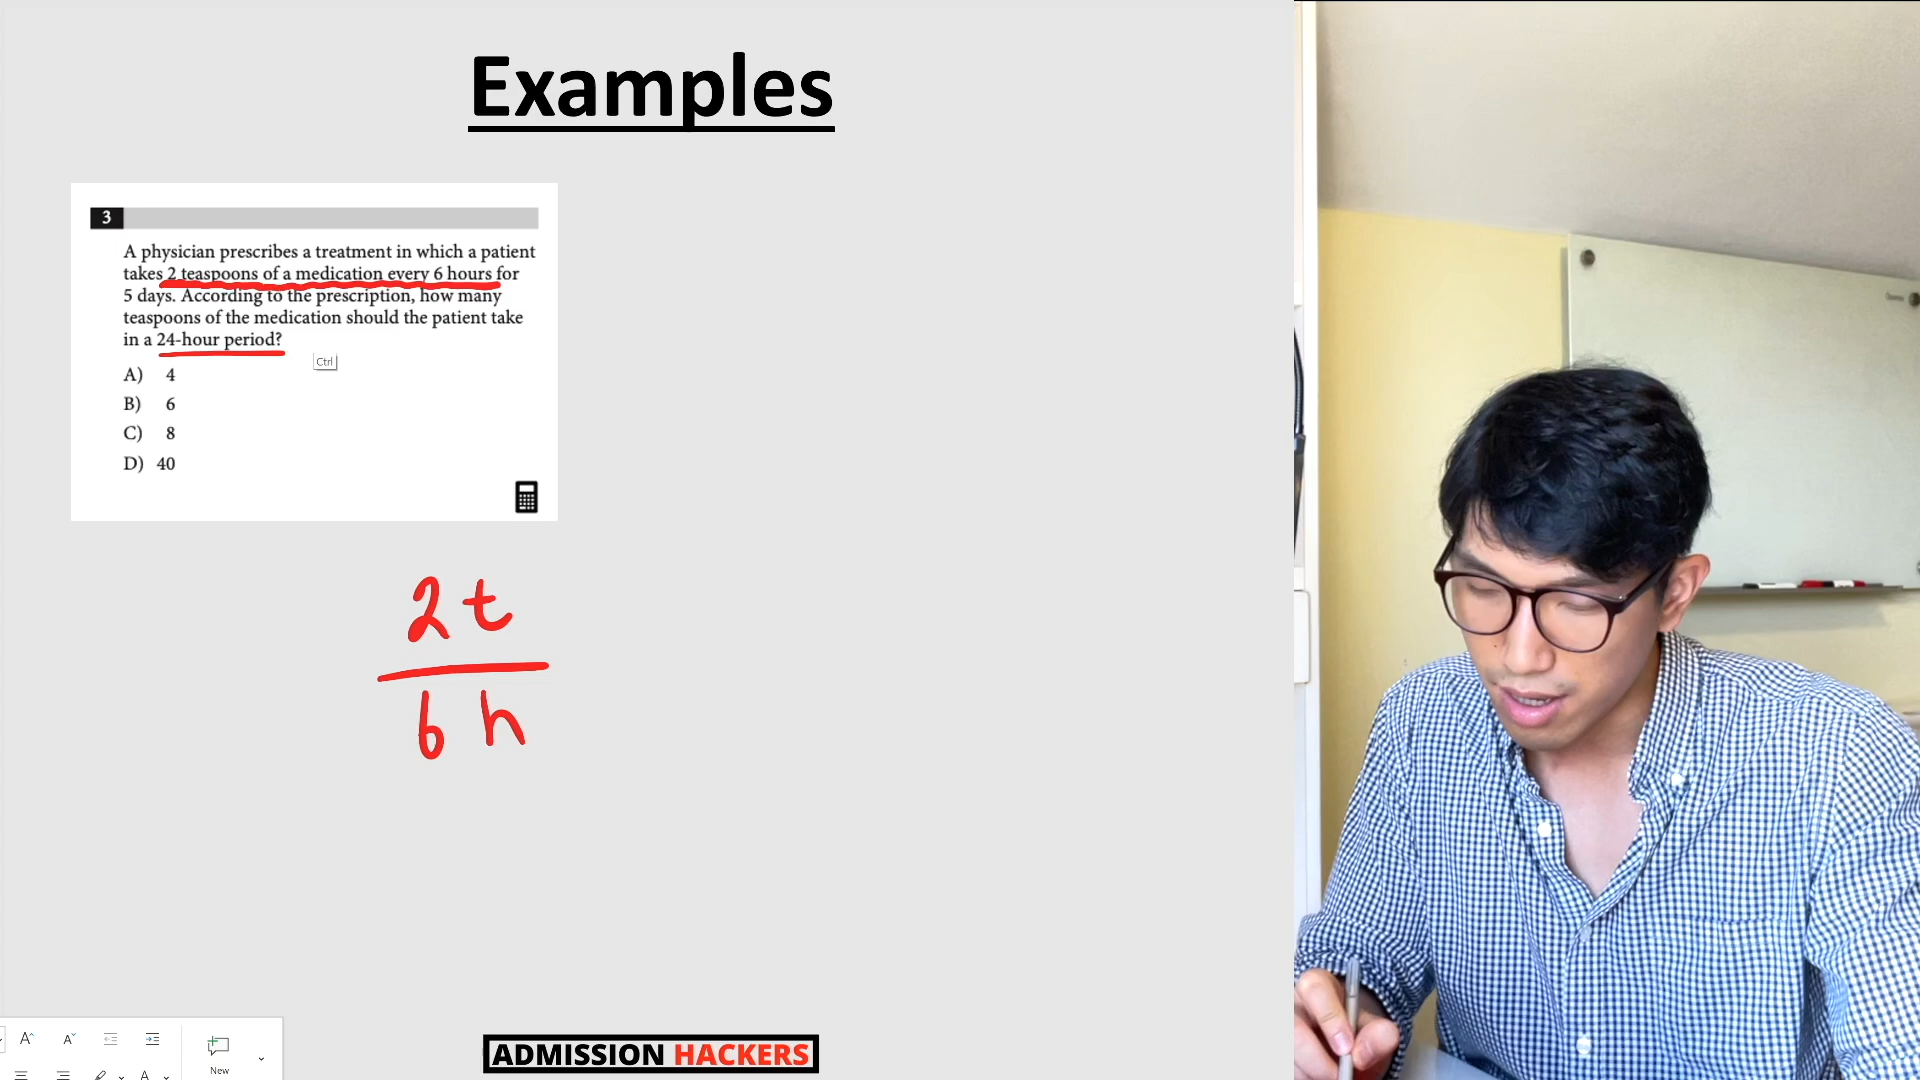 Examples
3
A physician prescribes a treatment in which a patient
takes 2 teaspoons of a medication every 6 hours for
5 days. According to the prescription, how many
teaspoons of the medication should the patient take
in a 24-hour period?
Ctrl
A) 4
B) 6
C) 8
D) 40
2 t
6 h
A
A
New
A
ADMISSION HACKERS